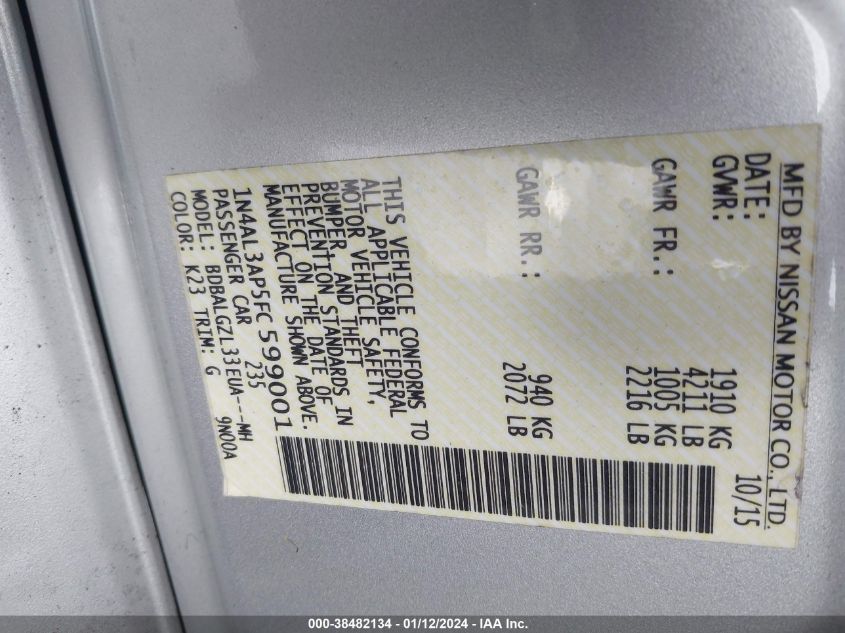 MFD BY NISSAN MOTOR CO., LTD.
DATE: 10/15
GVWR: 1910 KG
4211 LB
GAWR FR.: 1005 KG
2216 LB
GAWR RR.: 940 KG
2072 LB
THIS VEHICLE CONFORMS TO
ALL APPLICABLE FEDERAL
MOTOR VEHICLE SAFETY,
BUMPER AND THEFT
PREVENTION STANDARDS IN
EFFECT ON THE DATE OF
MANUFACTURE SHOWN ABOVE.
1N4AL3AP5FC599001
PASSENGER CAR 235
MODEL: BDBALGZL33EUA---MH
COLOR: K23 TRIM: G 9N00A
000-38482134 - 01/12/2024 - IAA Inc.